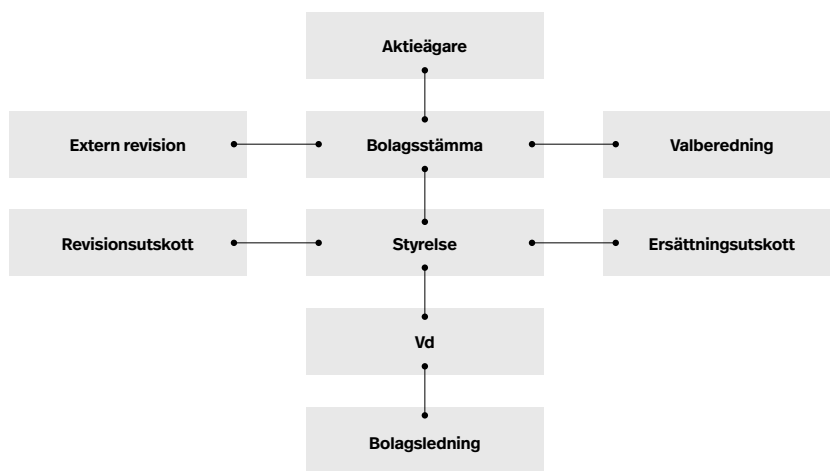 Aktieägare
Extern revision
Bolagsstämma
Valberedning
Revisionsutskott
Styrelse
Ersättningsutskott
Vd
Bolagsledning